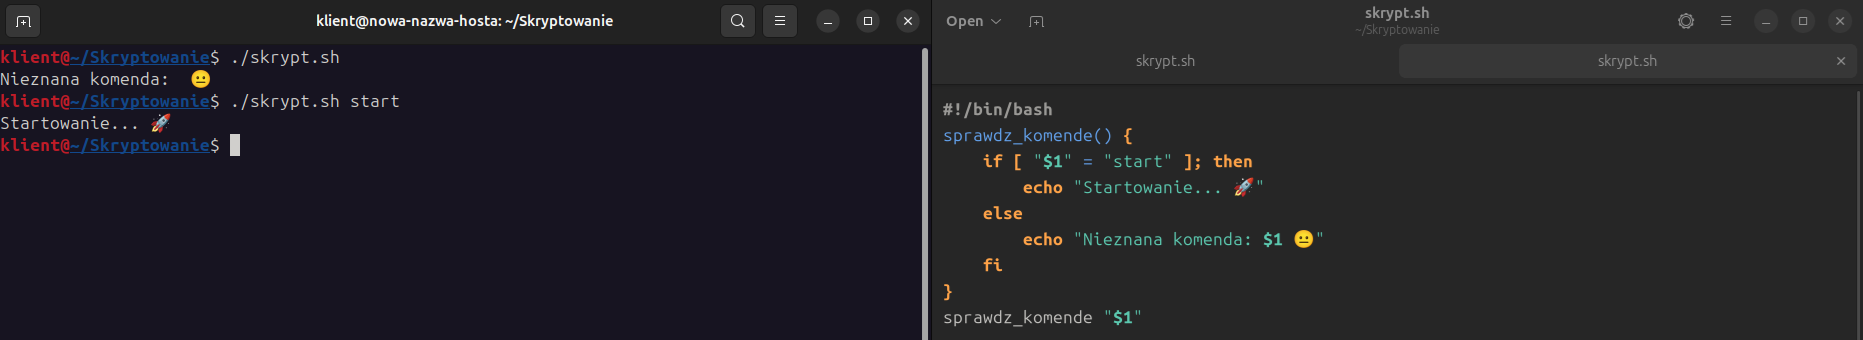 klient@nowa-nazwa-hosta: ~/Skryptowanie
klient@~/Skryptowanie$ ./skrypt.sh
Nieznana komenda:  😐
klient@~/Skryptowanie$ ./skrypt.sh start
Startowanie... 🚀
klient@~/Skryptowanie$
Open
skrypt.sh
~/Skryptowanie
skrypt.sh
skrypt.sh
#!/bin/bash
sprawdz_komende() {
    if [ "$1" = "start" ]; then
        echo "Startowanie... 🚀"
    else
        echo "Nieznana komenda: $1 😐"
    fi
}
sprawdz_komende "$1"